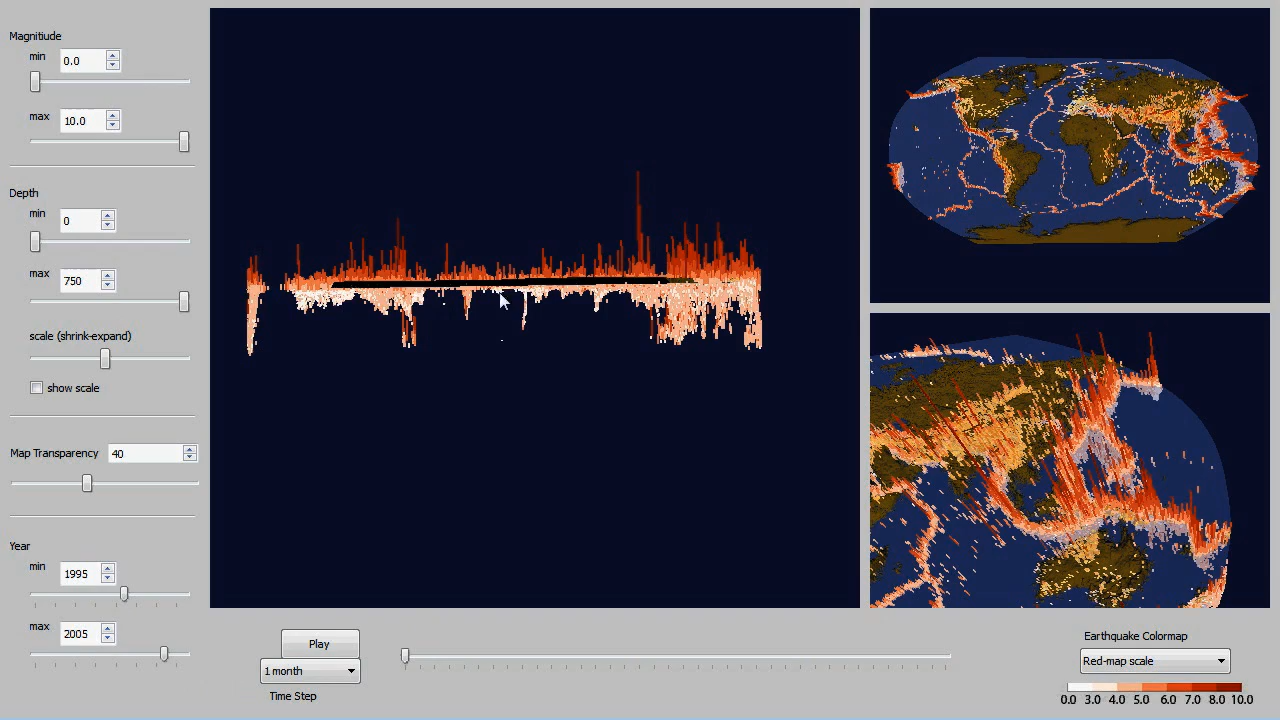 Magnitude
min
0.0
max
10.0
Depth
min
0
max
750
scale (shrink-expand)
show scale
Map Transparency 40
Year
min
1995
max
2005
Play
1 month
Time Step
Earthquake Colormap
Red-map scale
0.0 3.0 4.0 5.0 6.0 7.0 8.0 10.0